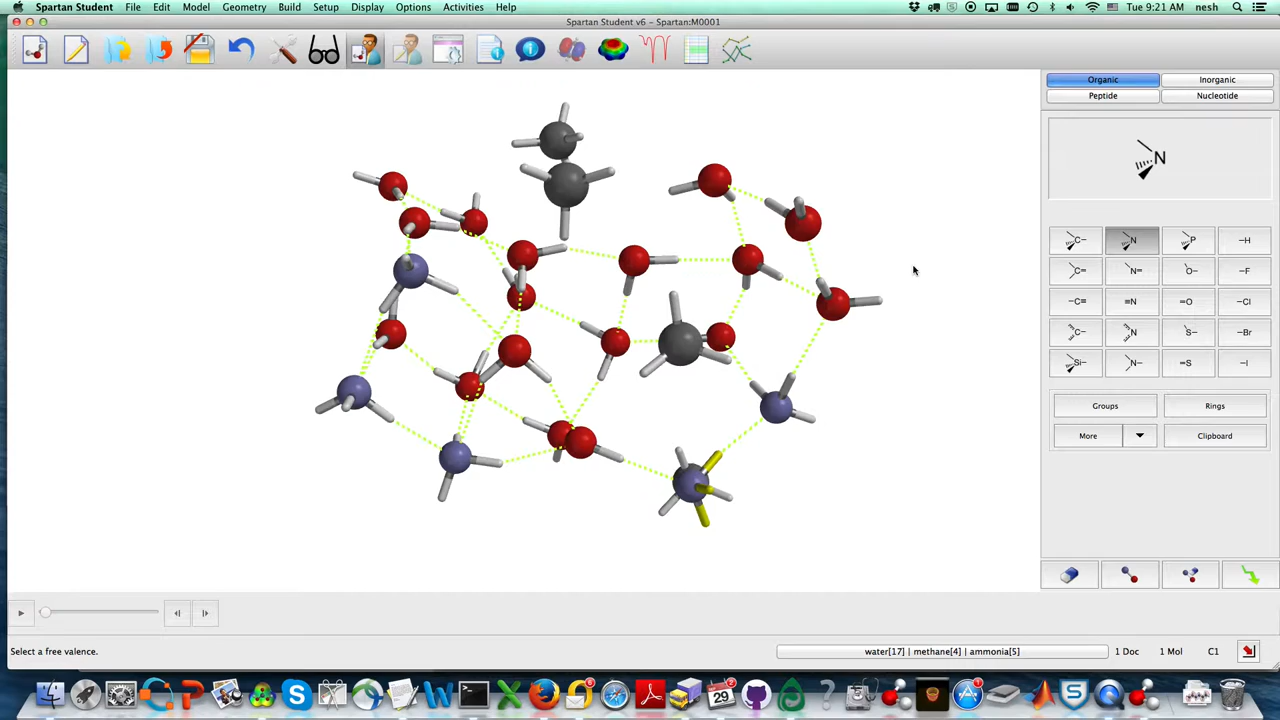 Spartan Student File Edit Model Geometry Build Setup Display Options Activities Help
Tue 9:21 AM nesh
Spartan Student v6 - Spartan:M0001
Organic Inorganic
Peptide Nucleotide
N
C- N P -H
C= N= O- -F
-C≡ ≡N =O -Cl
C N S -Br
Si- N- =S -I
Groups Rings
More Clipboard
Select a free valence.
water[17] | methane[4] | ammonia[5] 1 Doc 1 Mol C1
29